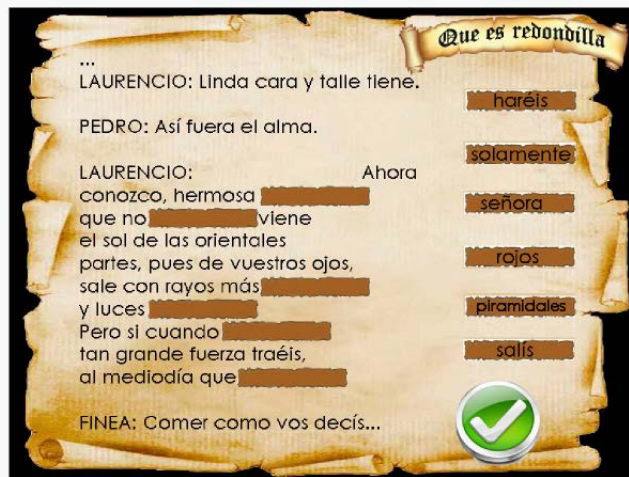 Que es redondilla
...
LAURENCIO: Linda cara y talle tiene.
PEDRO: Así fuera el alma.
LAURENCIO: Ahora
conozco, hermosa
que no viene
el sol de las orientales
partes, pues de vuestros ojos,
sale con rayos más
y luces
Pero si cuando
tan grande fuerza traéis,
al mediodía que
FINEA: Comer como vos decís...
haréis
solamente
señora
rojos
piramidales
salís